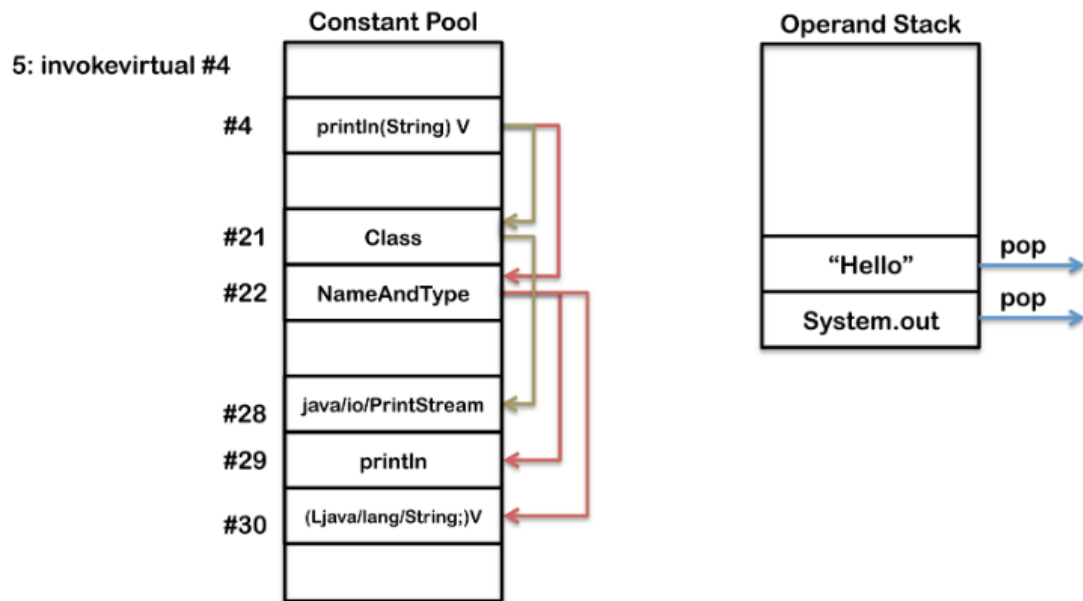 Constant Pool
Operand Stack
5: invokevirtual #4
#4
println(String) V
#21
Class
#22
NameAndType
#28
java/io/PrintStream
#29
println
#30
(Ljava/lang/String;)V
“Hello”
pop
System.out
pop